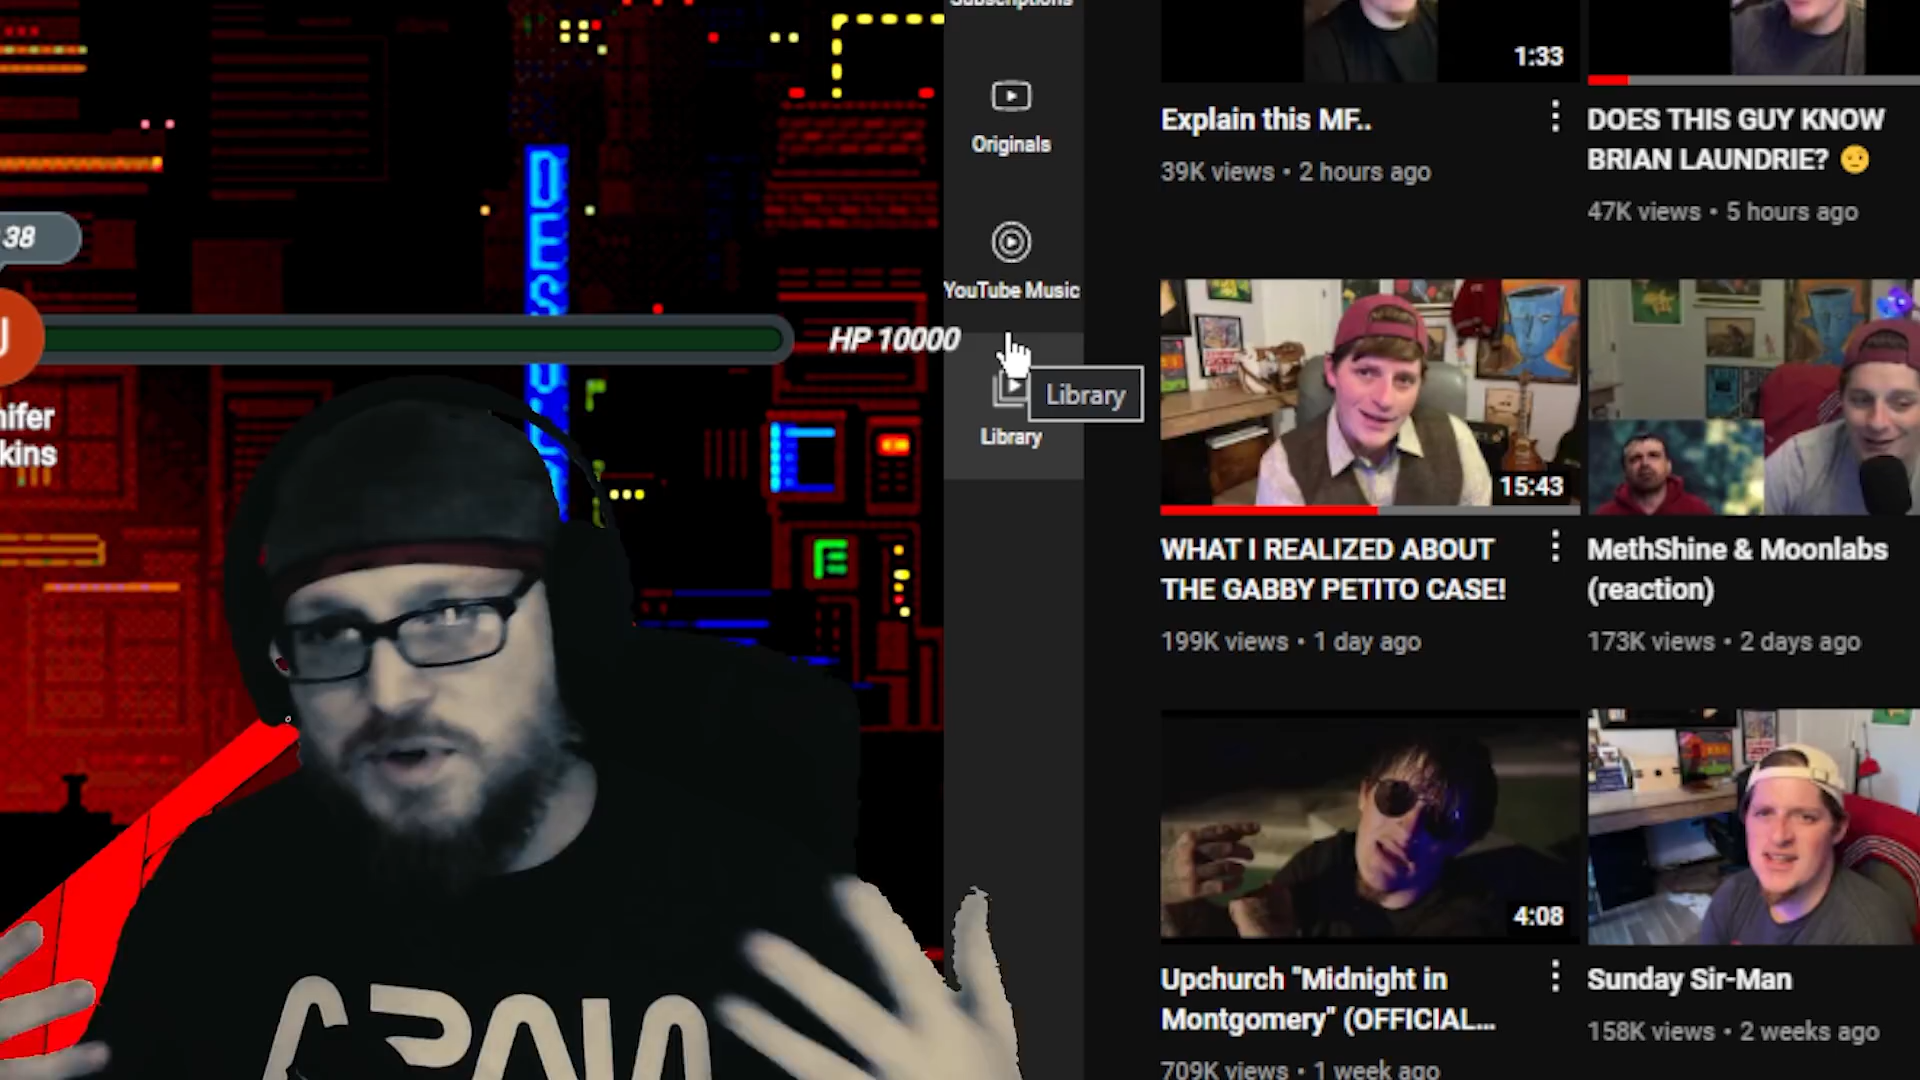 Subscriptions
Originals
YouTube Music
Library
Library
38
J
HP 10000
nifer
kins
DESU
1:33
Explain this MF..
39K views • 2 hours ago
DOES THIS GUY KNOW
BRIAN LAUNDRIE? 🫡
47K views • 5 hours ago
15:43
WHAT I REALIZED ABOUT
THE GABBY PETITO CASE!
199K views • 1 day ago
MethShine & Moonlabs
(reaction)
173K views • 2 days ago
4:08
Upchurch "Midnight in
Montgomery" (OFFICIAL...
709K views • 1 week ago
Sunday Sir-Man
158K views • 2 weeks ago